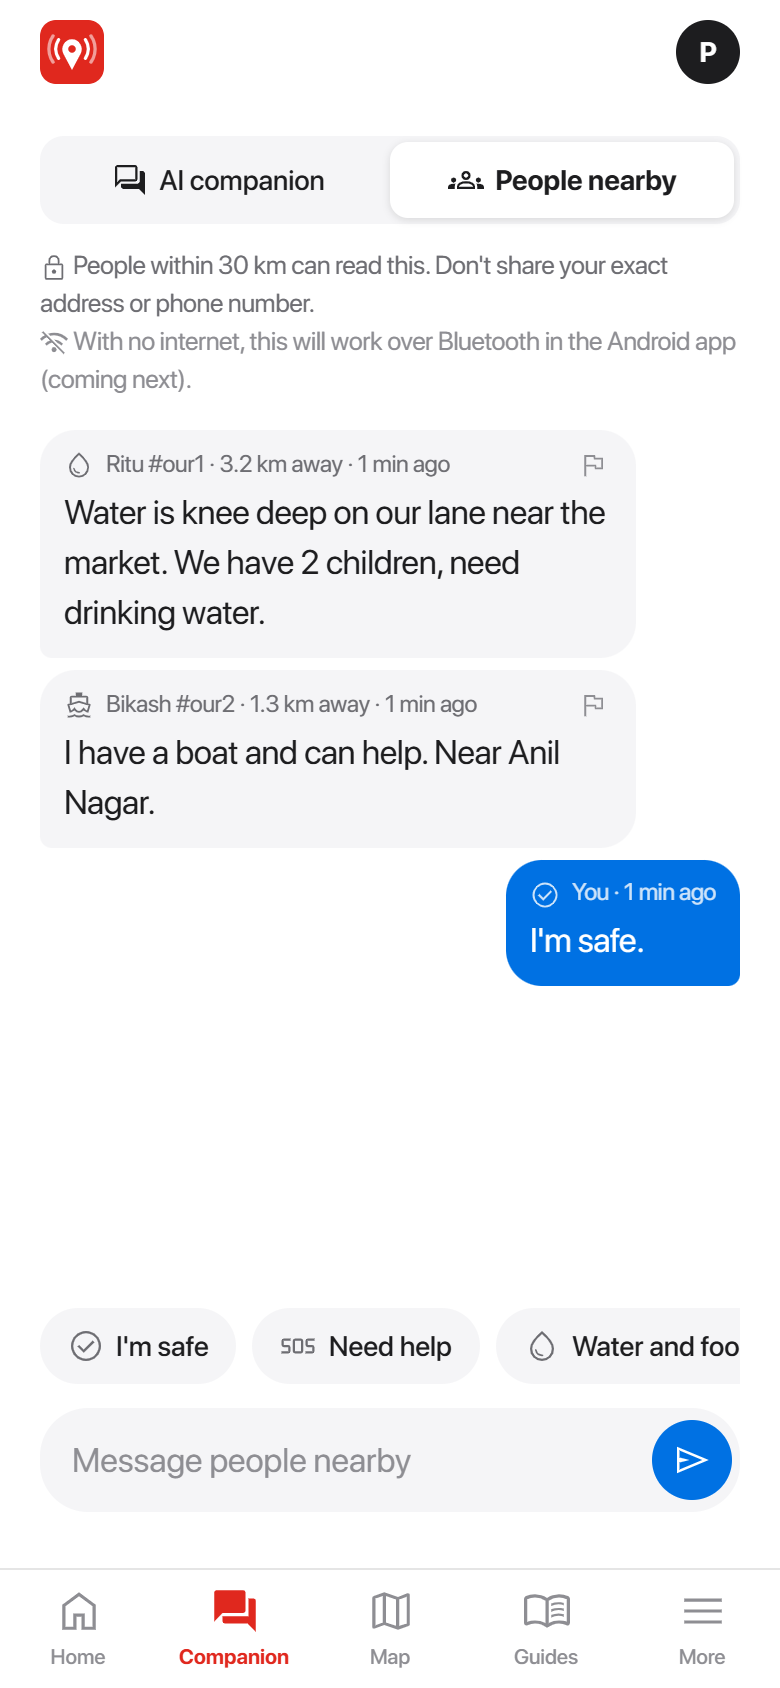 P
AI companion
People nearby
People within 30 km can read this. Don't share your exact
address or phone number.
With no internet, this will work over Bluetooth in the Android app
(coming next).
Ritu #our1 · 3.2 km away · 1 min ago
Water is knee deep on our lane near the
market. We have 2 children, need
drinking water.
Bikash #our2 · 1.3 km away · 1 min ago
I have a boat and can help. Near Anil
Nagar.
You · 1 min ago
I'm safe.
I'm safe
SOS Need help
Water and foo
Message people nearby
Home
Companion
Map
Guides
More